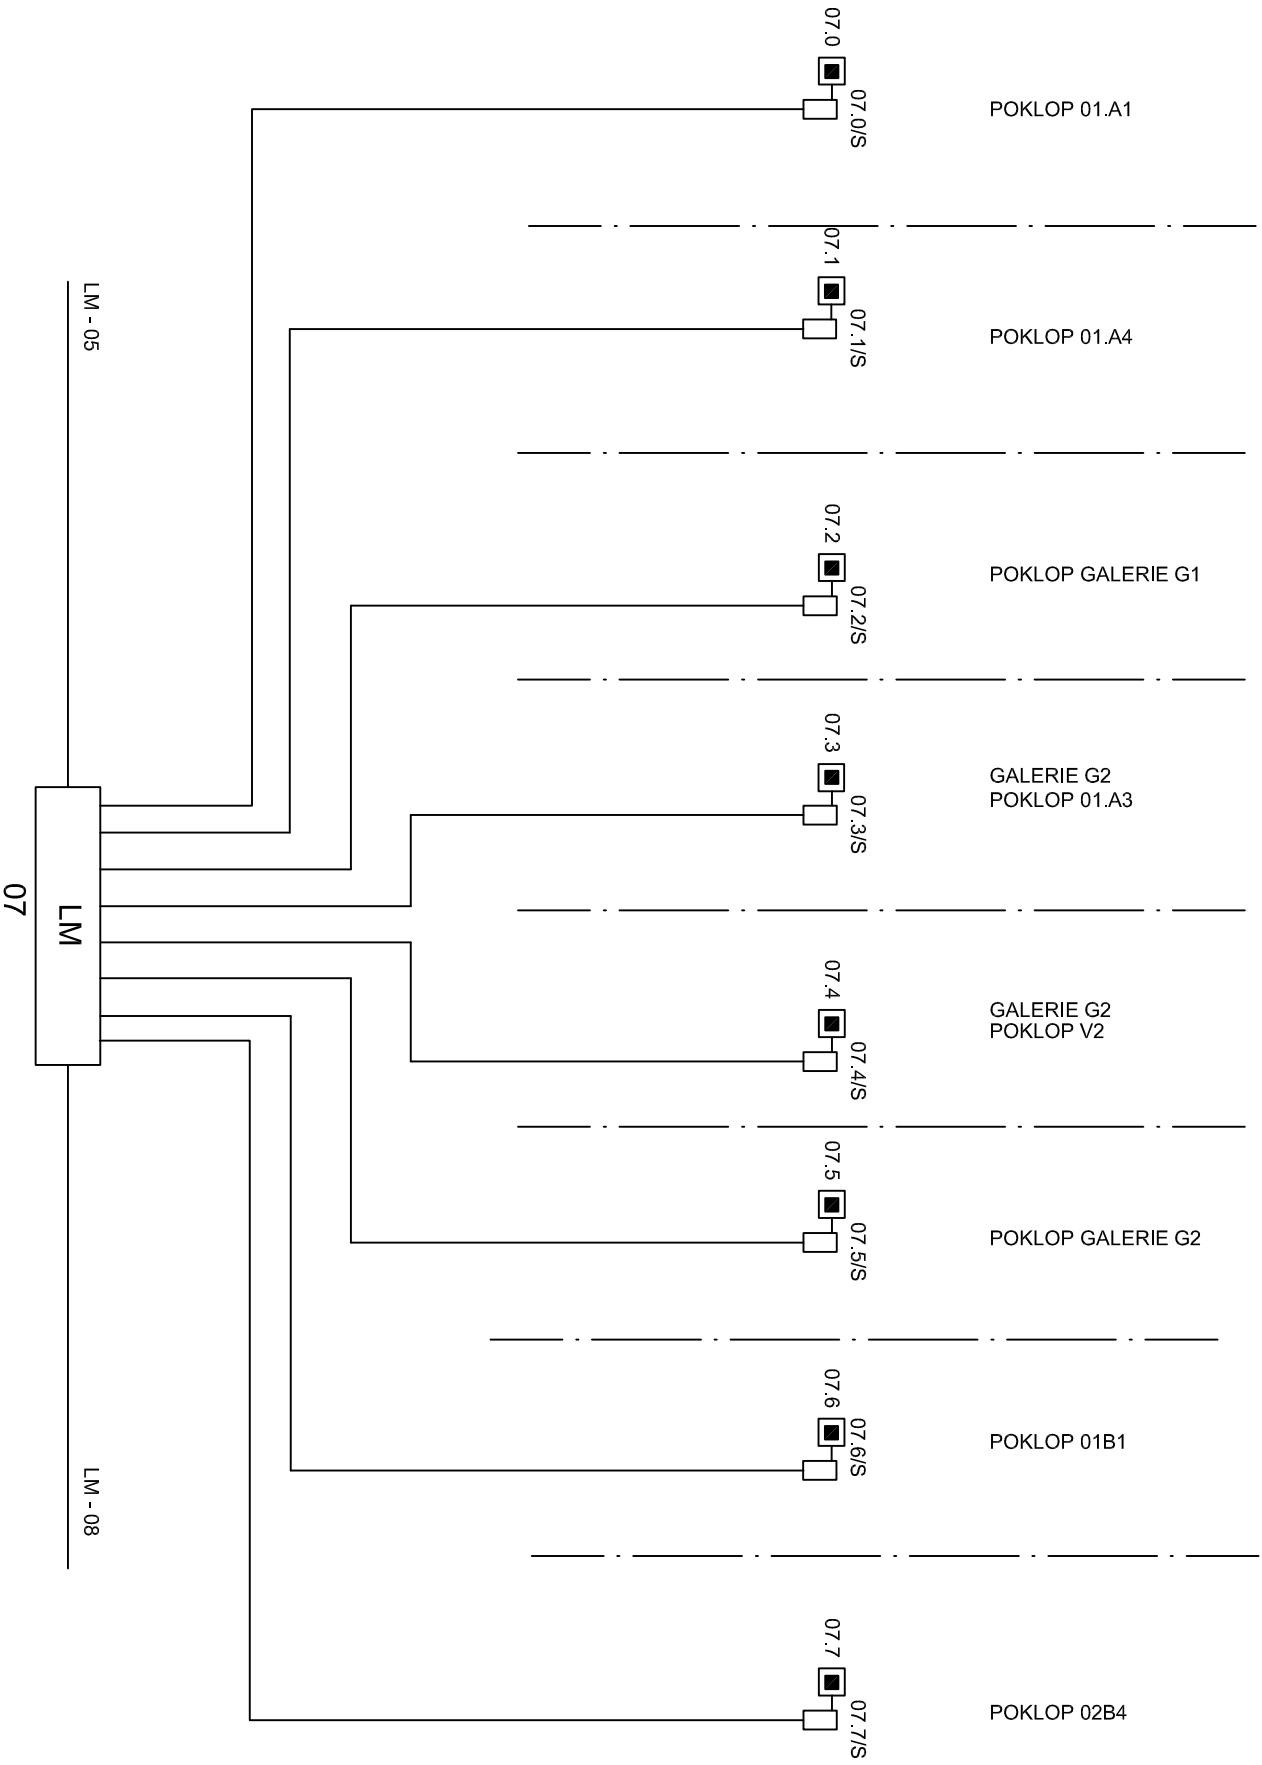 07.0
07.0/S
POKLOP 01.A1
07.1
07.1/S
POKLOP 01.A4
LM - 05
07.2
07.2/S
POKLOP GALERIE G1
07.3
07.3/S
GALERIE G2
POKLOP 01.A3
LM
07
07.4
07.4/S
GALERIE G2
POKLOP V2
07.5
07.5/S
POKLOP GALERIE G2
07.6
07.6/S
POKLOP 01B1
LM - 08
07.7
07.7/S
POKLOP 02B4